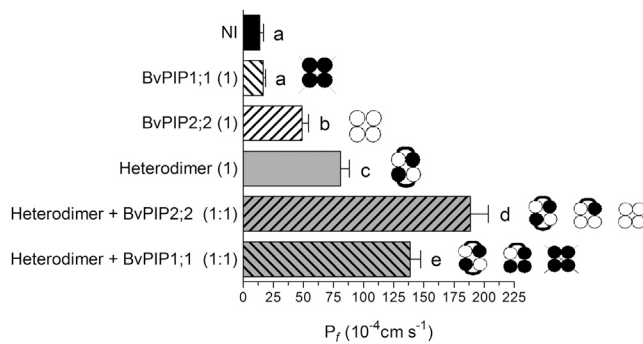 NI
a
BvPIP1;1 (1)
a
BvPIP2;2 (1)
b
Heterodimer (1)
c
Heterodimer + BvPIP2;2 (1:1)
d
Heterodimer + BvPIP1;1 (1:1)
e
0 25 50 75 100 125 150 175 200 225
Pf (10-4cm s-1)